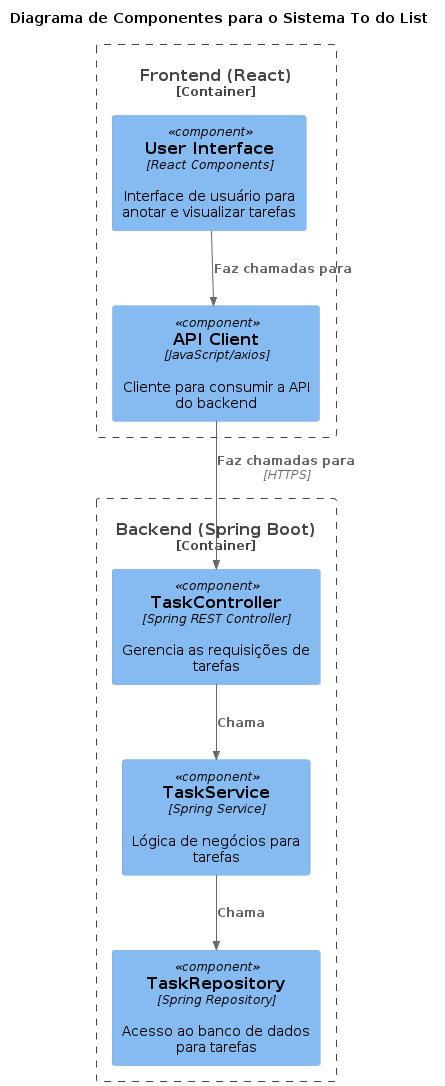 Diagrama de Componentes para o Sistema To do List
Frontend (React)
[Container]
«component»
User Interface
[React Components]
Interface de usuário para
anotar e visualizar tarefas
Faz chamadas para
«component»
API Client
[JavaScript/axios]
Cliente para consumir a API
do backend
Faz chamadas para
[HTTPS]
Backend (Spring Boot)
[Container]
«component»
TaskController
[Spring REST Controller]
Gerencia as requisições de
tarefas
Chama
«component»
TaskService
[Spring Service]
Lógica de negócios para
tarefas
Chama
«component»
TaskRepository
[Spring Repository]
Acesso ao banco de dados
para tarefas